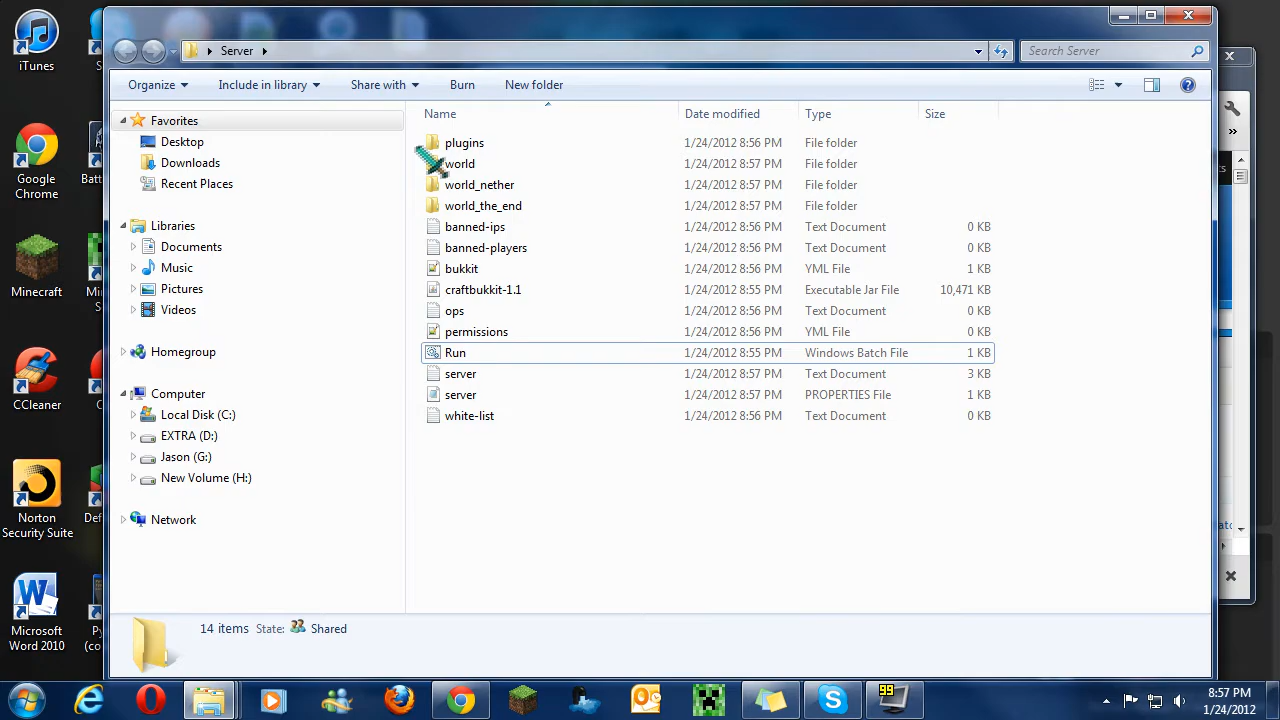 iTunes
S
Server
Search Server
Organize
Include in library
Share with
Burn
New folder
Name
Date modified
Type
Size
Favorites
Desktop
Downloads
Recent Places
Libraries
Documents
Music
Pictures
Videos
Homegroup
Computer
Local Disk (C:)
EXTRA (D:)
Jason (G:)
New Volume (H:)
Network
plugins 1/24/2012 8:56 PM File folder
world 1/24/2012 8:57 PM File folder
world_nether 1/24/2012 8:56 PM File folder
world_the_end 1/24/2012 8:56 PM File folder
banned-ips 1/24/2012 8:56 PM Text Document 0 KB
banned-players 1/24/2012 8:56 PM Text Document 0 KB
bukkit 1/24/2012 8:56 PM YML File 1 KB
craftbukkit-1.1 1/24/2012 8:55 PM Executable Jar File 10,471 KB
ops 1/24/2012 8:56 PM Text Document 0 KB
permissions 1/24/2012 8:56 PM YML File 0 KB
Run 1/24/2012 8:55 PM Windows Batch File 1 KB
server 1/24/2012 8:57 PM Text Document 3 KB
server 1/24/2012 8:57 PM PROPERTIES File 1 KB
white-list 1/24/2012 8:56 PM Text Document 0 KB
14 items State: Shared
Google
Chrome
Batt
Minecraft
Min
CCleaner
C
Norton
Security Suite
Def
Microsoft
Word 2010
Py
(co
99
8:57 PM
1/24/2012